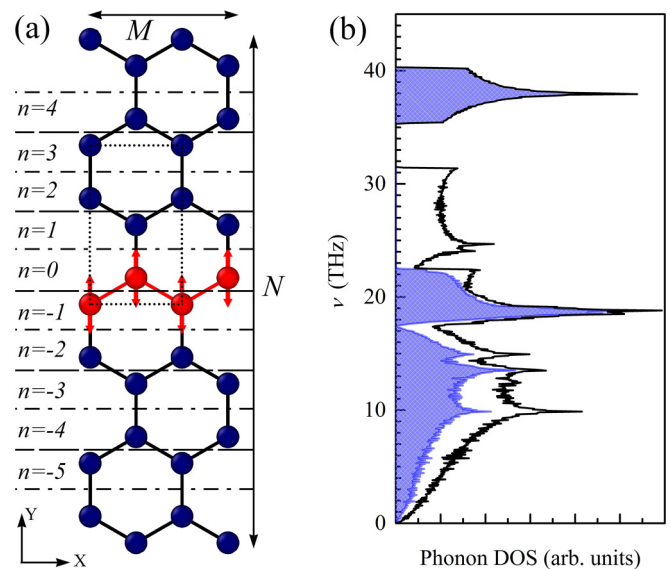 (a)
M
n=4
n=3
n=2
n=1
n=0
n=-1
n=-2
n=-3
n=-4
n=-5
N
Y
X
(b)
40
30
20
10
0
ν (THz)
Phonon DOS (arb. units)